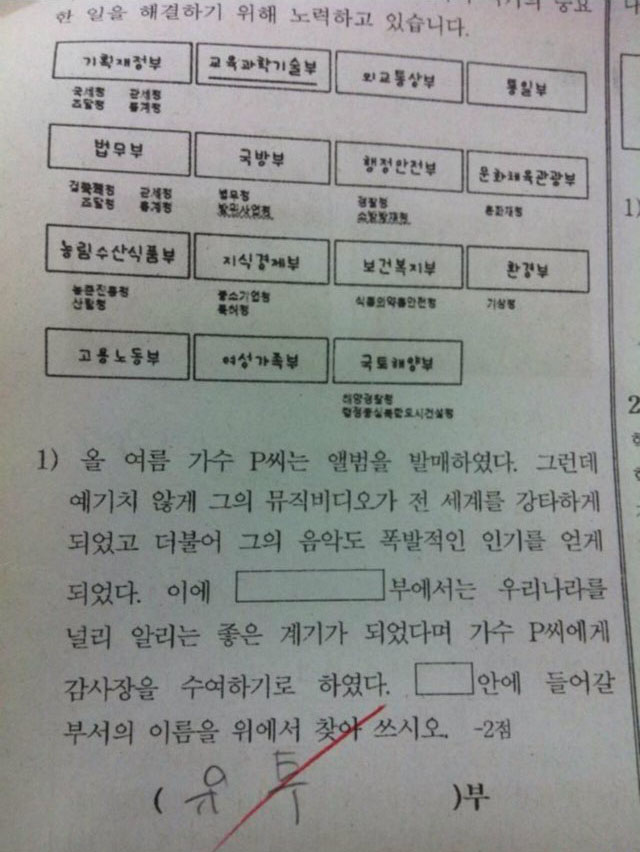 한 일을 해결하기 위해 노력하고 있습니다.
기획재정부 교육과학기술부 외교통상부 통일부
국세청 관세청
조달청 통계청
법무부 국방부 행정안전부 문화체육관광부
검찰청 관세청 병무청 경찰청 문화재청
조달청 통계청 방위사업청 소방방재청
농림수산식품부 지식경제부 보건복지부 환경부
농촌진흥청 중소기업청 식품의약품안전청 기상청
산림청 특허청
고용노동부 여성가족부 국토해양부
해양경찰청
행정중심복합도시건설청
1) 올 여름 가수 P씨는 앨범을 발매하였다. 그런데
예기치 않게 그의 뮤직비디오가 전 세계를 강타하게
되었고 더불어 그의 음악도 폭발적인 인기를 얻게
되었다. 이에 부에서는 우리나라를
널리 알리는 좋은 계기가 되었다며 가수 P씨에게
감사장을 수여하기로 하였다. 안에 들어갈
부서의 이름을 위에서 찾아 쓰시오. -2점
( 유 투 )부